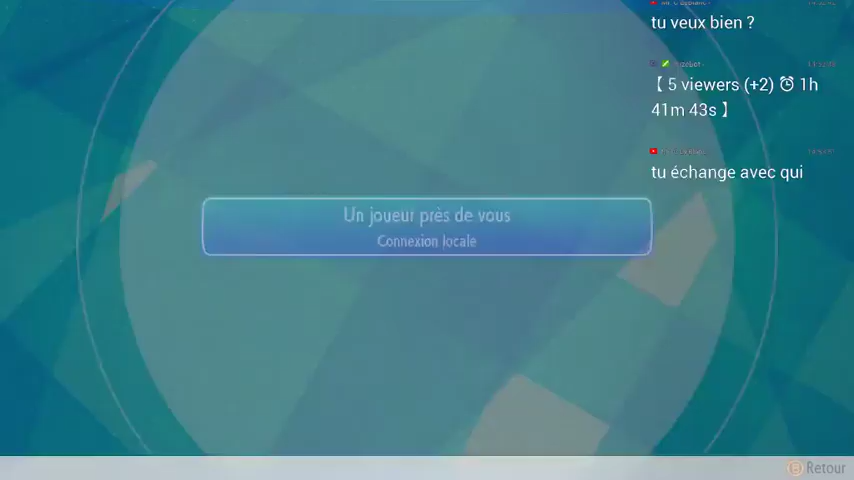 tu veux bien ?
【 5 viewers (+2) ⏰ 1h
41m 43s 】
tu échange avec qui
Un joueur près de vous
Connexion locale
Retour